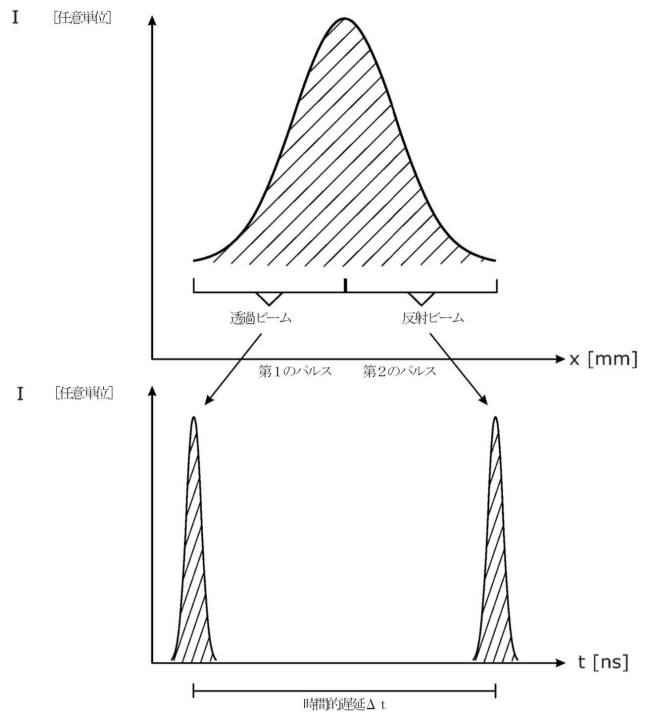 I [任意単位]
透過ビーム 反射ビーム
x [mm]
第１のパルス 第２のパルス
I [任意単位]
t [ns]
時間的遅延Δt